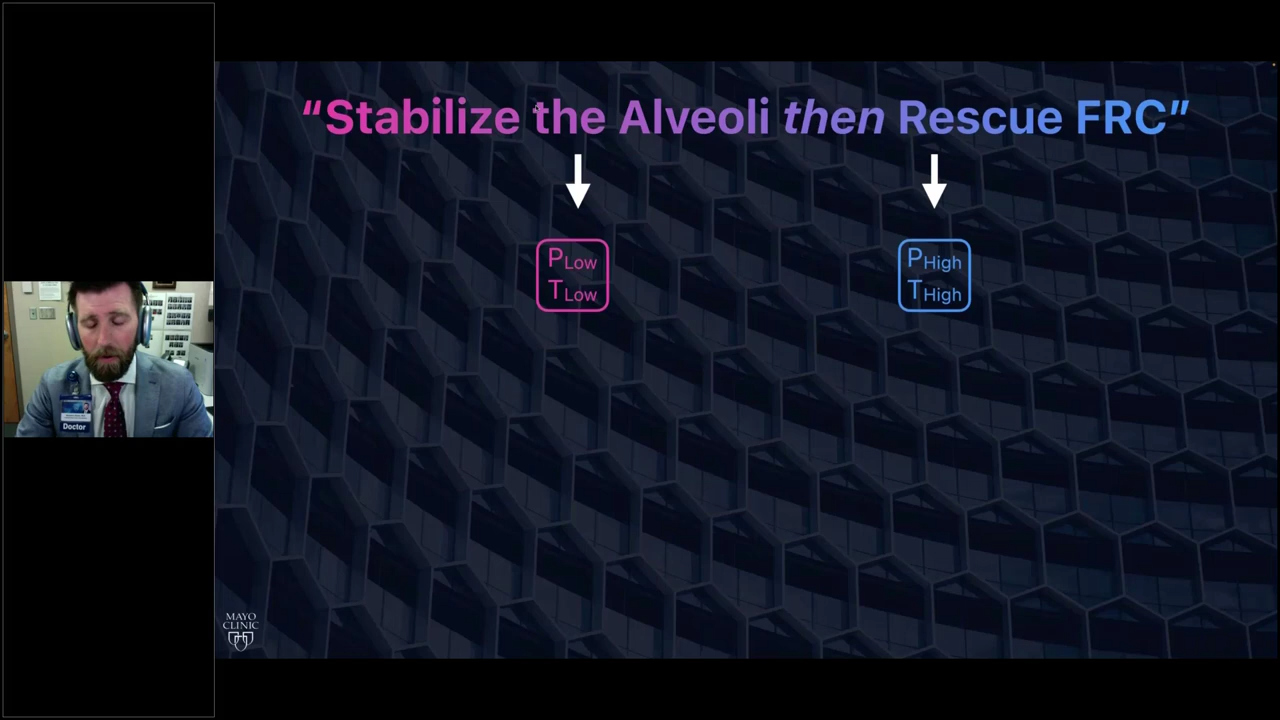 “Stabilize the Alveoli then Rescue FRC”
PLow
TLow
PHigh
THigh
MAYO
CLINIC
Doctor